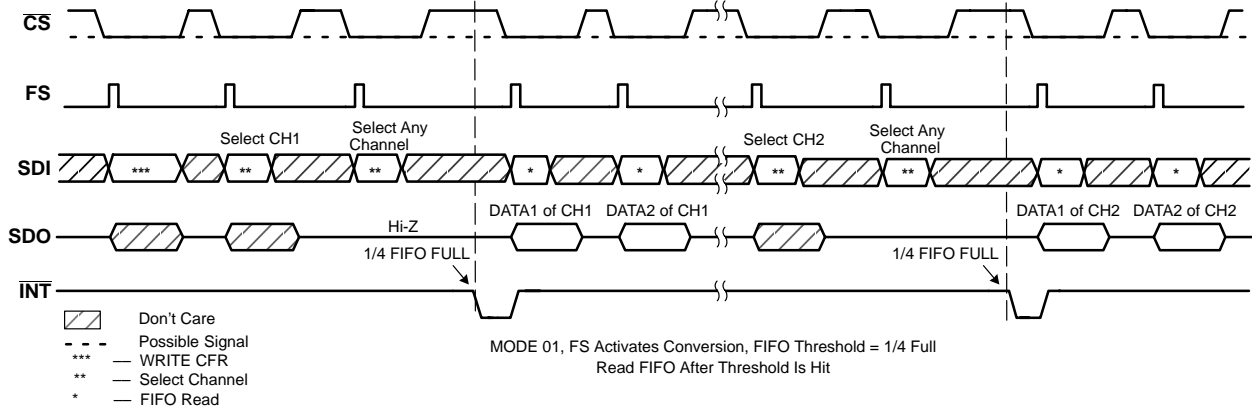 CS
FS
Select CH1
Select Any
Channel
Select CH2
Select Any
Channel
SDI
***
**
**
*
*
**
**
*
*
SDO
Hi-Z
DATA1 of CH1
DATA2 of CH1
DATA1 of CH2
DATA2 of CH2
1/4 FIFO FULL
1/4 FIFO FULL
INT
Don't Care
Possible Signal
*** — WRITE CFR
** — Select Channel
* — FIFO Read
MODE 01, FS Activates Conversion, FIFO Threshold = 1/4 Full
Read FIFO After Threshold Is Hit